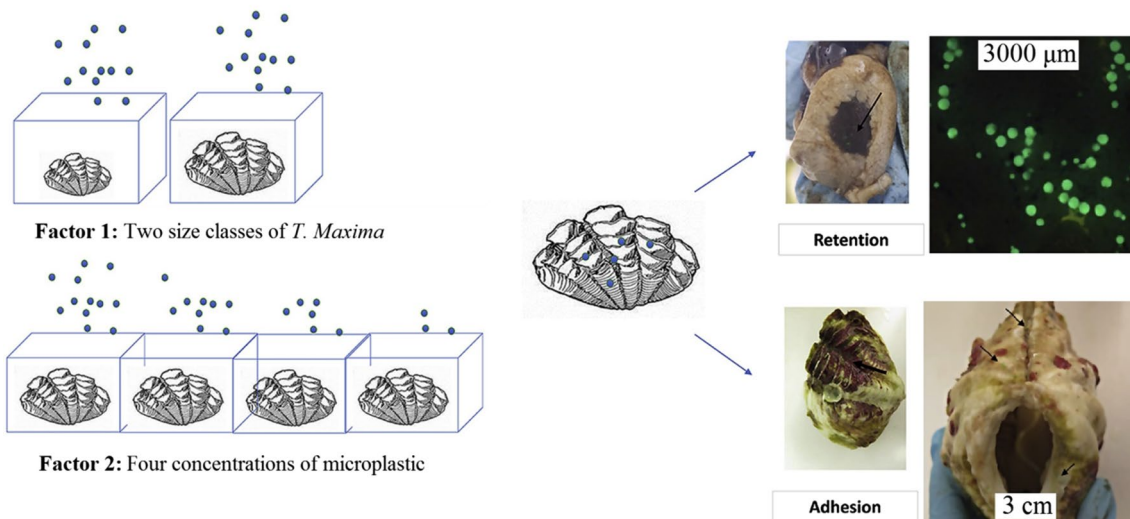 3000 μm
Retention
Factor 1: Two size classes of T. Maxima
Factor 2: Four concentrations of microplastic
Adhesion
3 cm